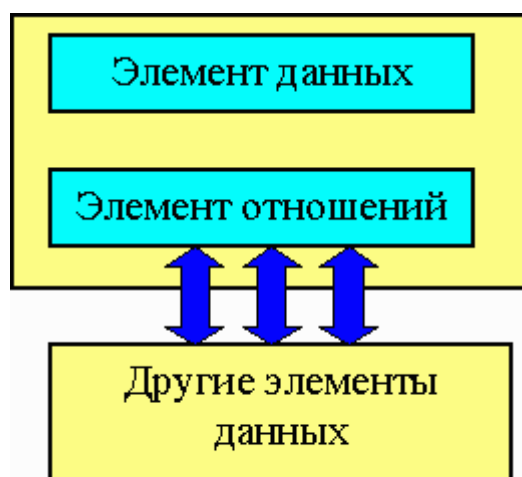 Элемент данных
Элемент отношений
Другие элементы
данных